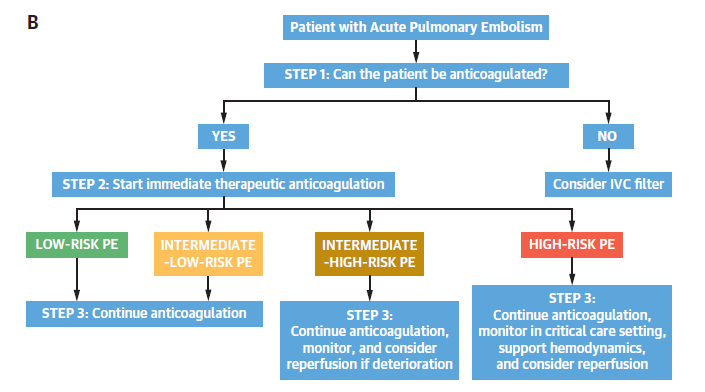 B
Patient with Acute Pulmonary Embolism
STEP 1: Can the patient be anticoagulated?
YES
NO
STEP 2: Start immediate therapeutic anticoagulation
Consider IVC filter
LOW-RISK PE
INTERMEDIATE
-LOW-RISK PE
INTERMEDIATE
-HIGH-RISK PE
HIGH-RISK PE
STEP 3: Continue anticoagulation
STEP 3:
Continue anticoagulation,
monitor, and consider
reperfusion if deterioration
STEP 3:
Continue anticoagulation,
monitor in critical care setting,
support hemodynamics,
and consider reperfusion